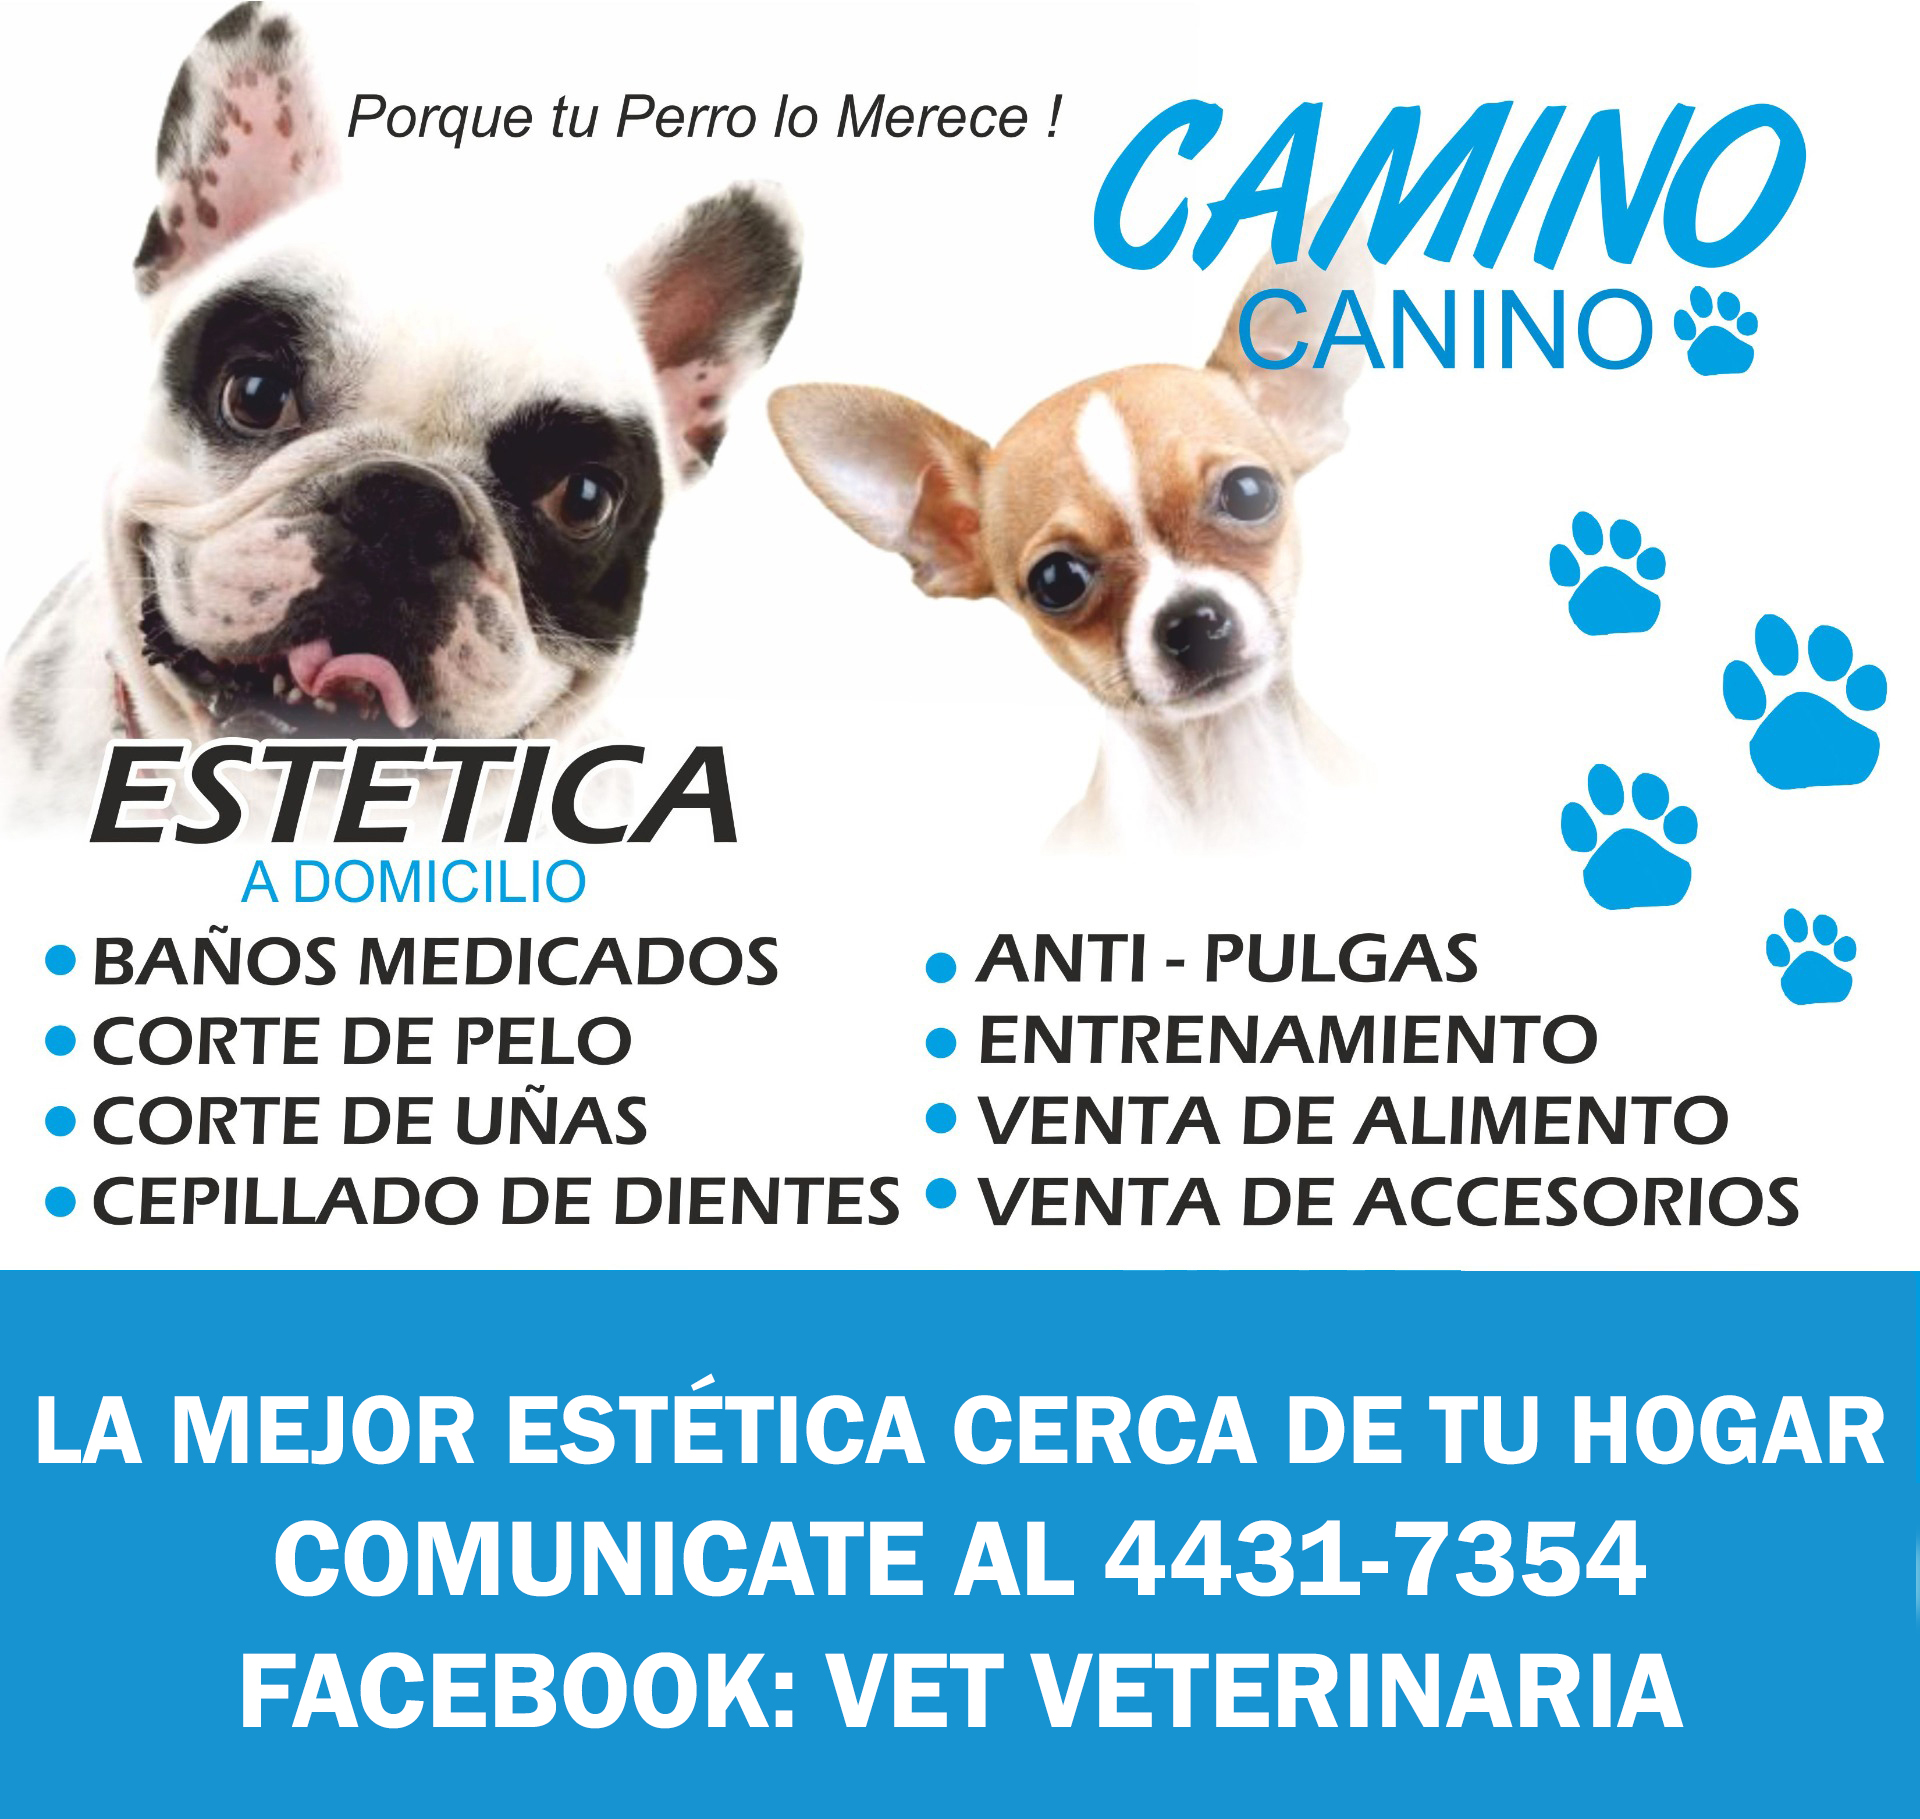 Porque tu Perro lo Merece !
CAMINO
CANINO
ESTETICA
A DOMICILIO
• BAÑOS MEDICADOS
• CORTE DE PELO
• CORTE DE UÑAS
• CEPILLADO DE DIENTES
• ANTI - PULGAS
• ENTRENAMIENTO
• VENTA DE ALIMENTO
• VENTA DE ACCESORIOS
LA MEJOR ESTÉTICA CERCA DE TU HOGAR
COMUNICATE AL 4431-7354
FACEBOOK: VET VETERINARIA